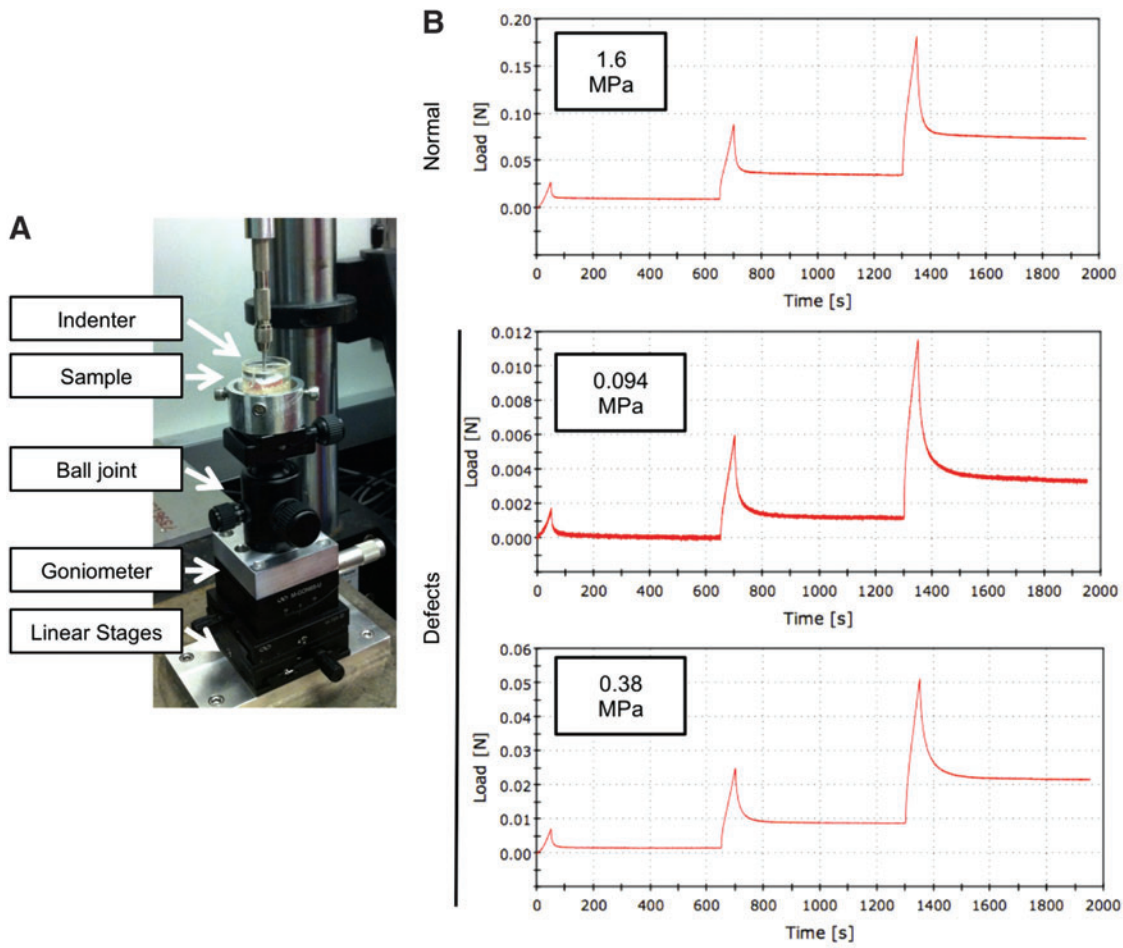 A
Indenter
Sample
Ball joint
Goniometer
Linear Stages
B
Normal
1.6
MPa
Load [N]
0.20
0.15
0.10
0.05
0.00
0 200 400 600 800 1000 1200 1400 1600 1800 2000
Time [s]
Defects
0.094
MPa
Load [N]
0.012
0.010
0.008
0.006
0.004
0.002
0.000
0 200 400 600 800 1000 1200 1400 1600 1800 2000
Time [s]
0.38
MPa
Load [N]
0.06
0.05
0.04
0.03
0.02
0.01
0.00
0 200 400 600 800 1000 1200 1400 1600 1800 2000
Time [s]